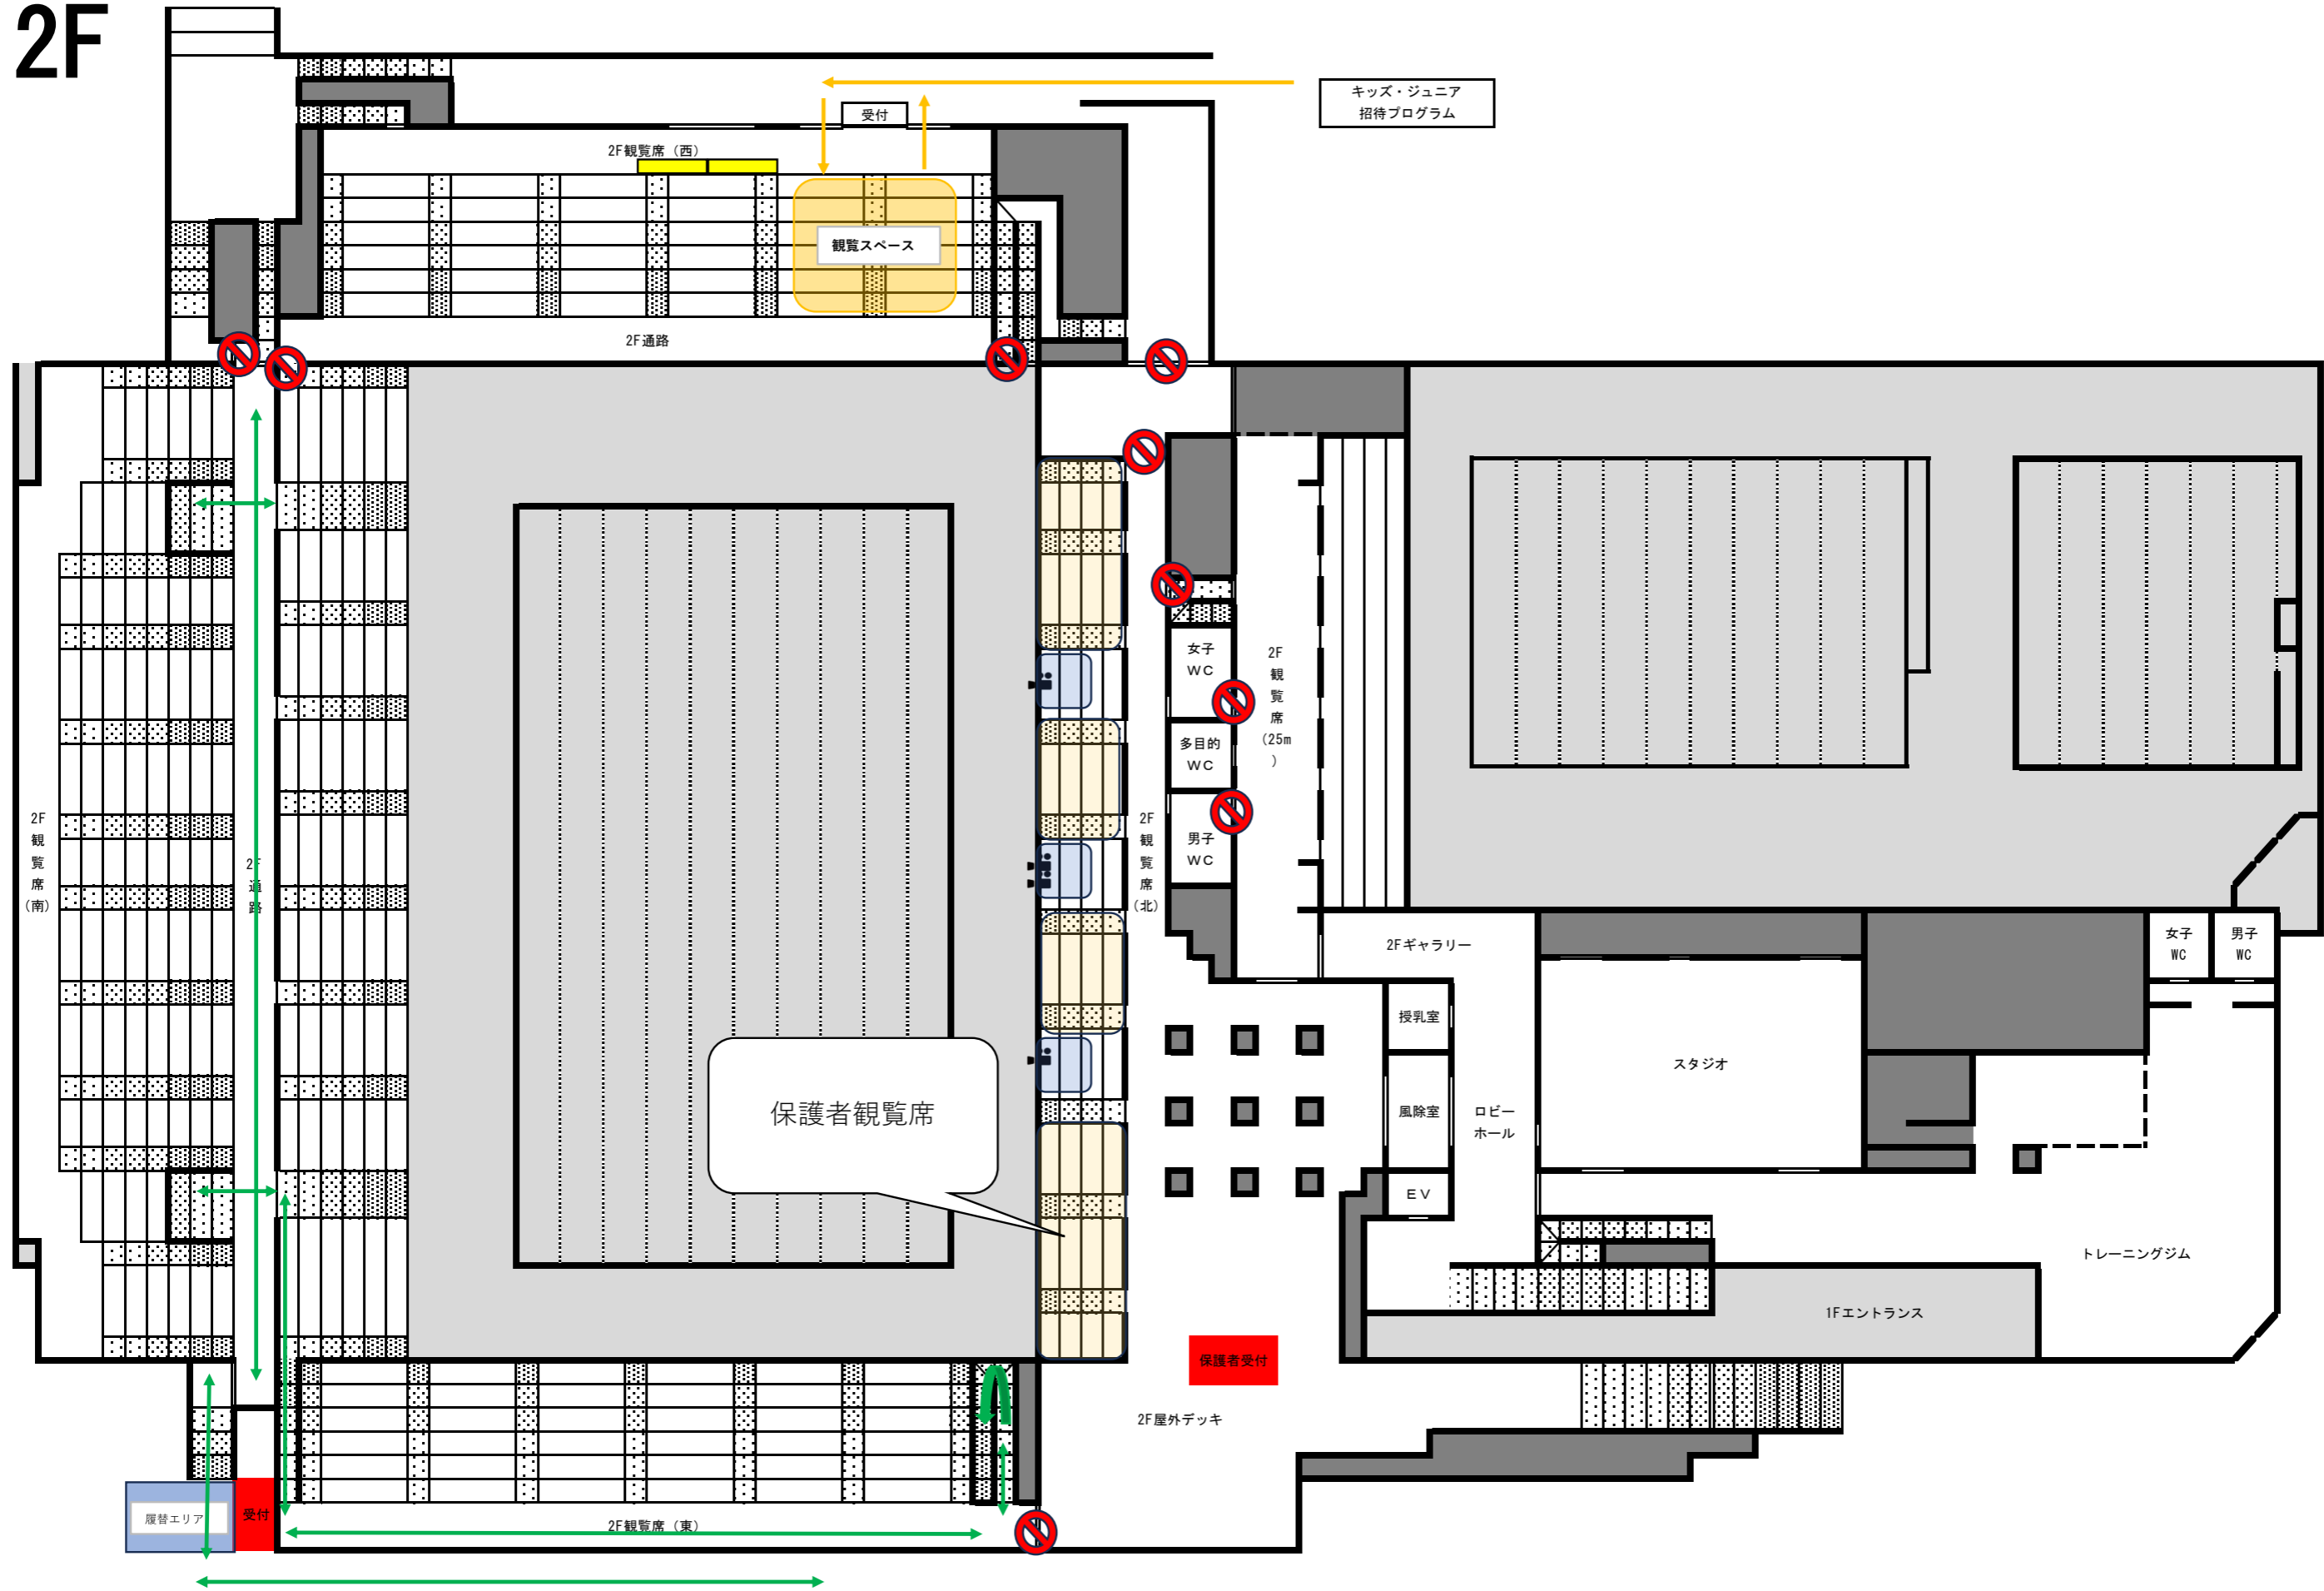 2F
キッズ・ジュニア
招待プログラム
受付
2F観覧席（西）
観覧スペース
2F通路
女子
WC
多目的
WC
男子
WC
2F
観
覧
席
(25m
)
2F
観
覧
席
(南)
2F
通
路
2F
観
覧
席
(北)
2Fギャラリー
女子
WC
男子
WC
授乳室
スタジオ
保護者観覧席
風除室
ロビー
ホール
EV
トレーニングジム
1Fエントランス
保護者受付
2F屋外デッキ
履替エリア
受付
2F観覧席（東）